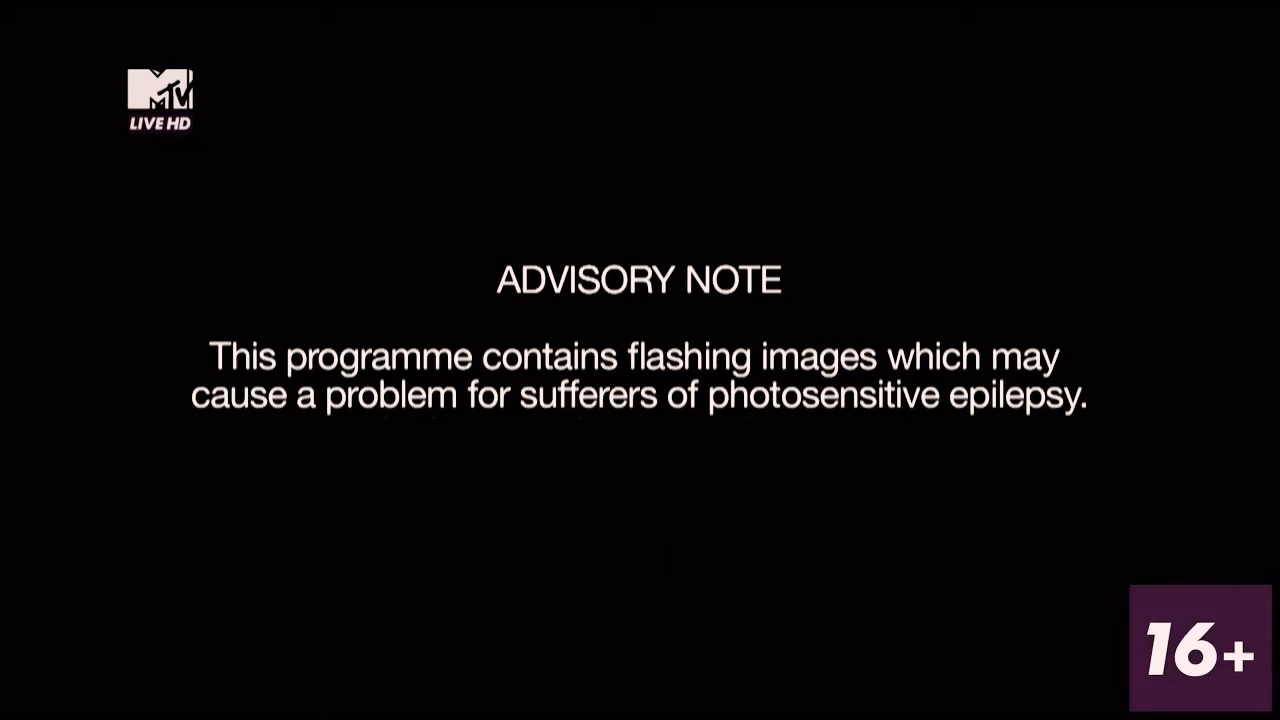 MTV
LIVE HD
ADVISORY NOTE
This programme contains flashing images which may
cause a problem for sufferers of photosensitive epilepsy.
16+